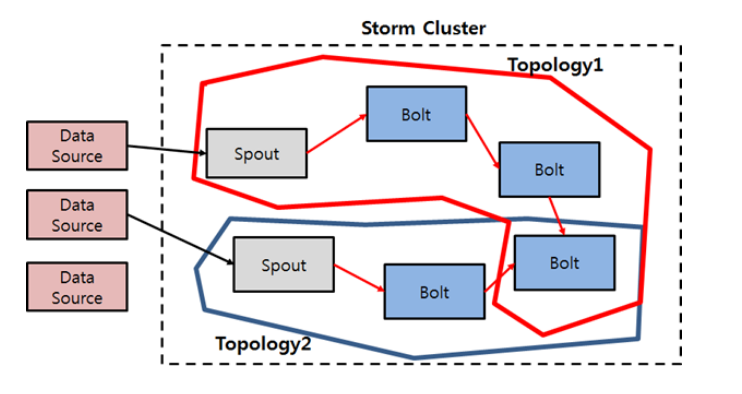 Storm Cluster
Topology1
Bolt
Data
Source
Spout
Bolt
Data
Source
Spout
Bolt
Bolt
Data
Source
Topology2